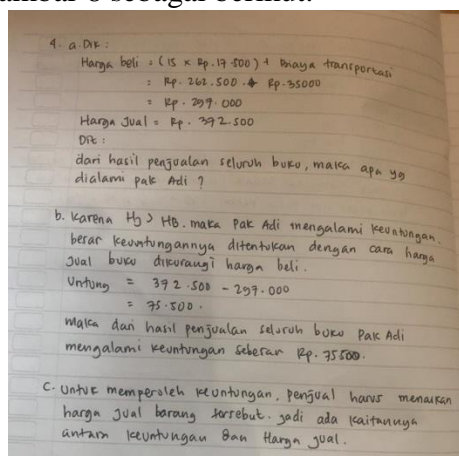 4. a. Dik :
Harga beli = (15 x Rp. 17.500) + Biaya transportasi
= Rp. 262.500 + Rp. 35000
= Rp. 297.000
Harga Jual = Rp. 372.500
Dit :
dari hasil penjualan seluruh buku, maka apa yg
dialami pak Adi ?
b. Karena HJ > HB. maka Pak Adi mengalami keuntungan.
besar keuntungannya ditentukan dengan cara harga
jual buku dikurangi harga beli.
Untung = 372.500 - 297.000
= 75.500.
Maka dari hasil penjualan seluruh buku Pak Adi
mengalami keuntungan sebesar Rp. 75500.
C. Untuk memperoleh keuntungan, penjual harus menaikan
harga jual barang tersebut. jadi ada kaitannya
antara keuntungan dan Harga jual.